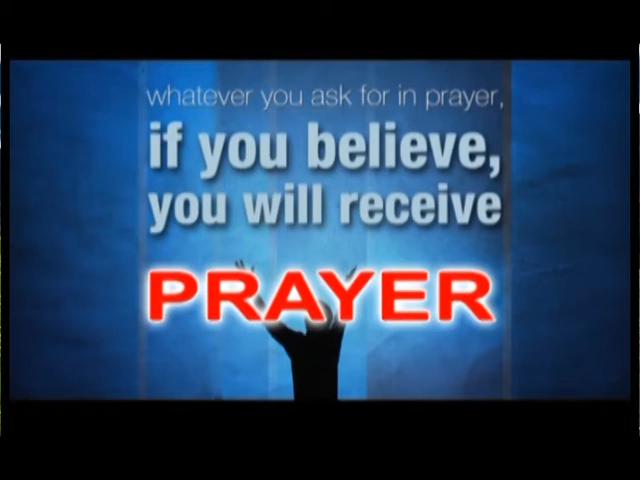 whatever you ask for in prayer,
if you believe,
you will receive
PRAYER